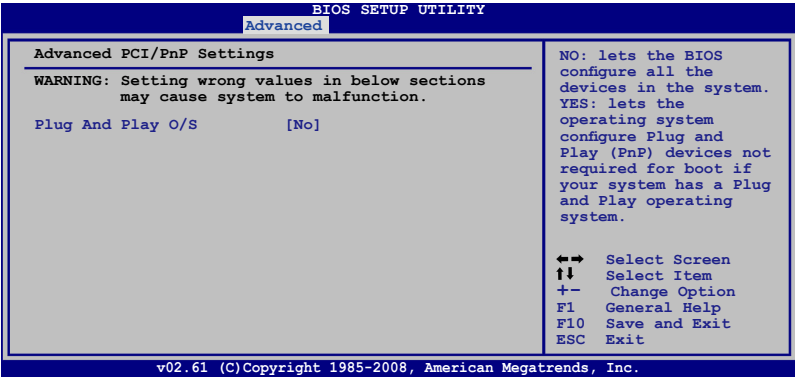 BIOS SETUP UTILITY
Advanced
Advanced PCI/PnP Settings
WARNING: Setting wrong values in below sections
may cause system to malfunction.
Plug And Play O/S [No]
NO: lets the BIOS
configure all the
devices in the system.
YES: lets the
operating system
configure Plug and
Play (PnP) devices not
required for boot if
your system has a Plug
and Play operating
system.
←→ Select Screen
↑↓ Select Item
+- Change Option
F1 General Help
F10 Save and Exit
ESC Exit
v02.61 (C)Copyright 1985-2008, American Megatrends, Inc.